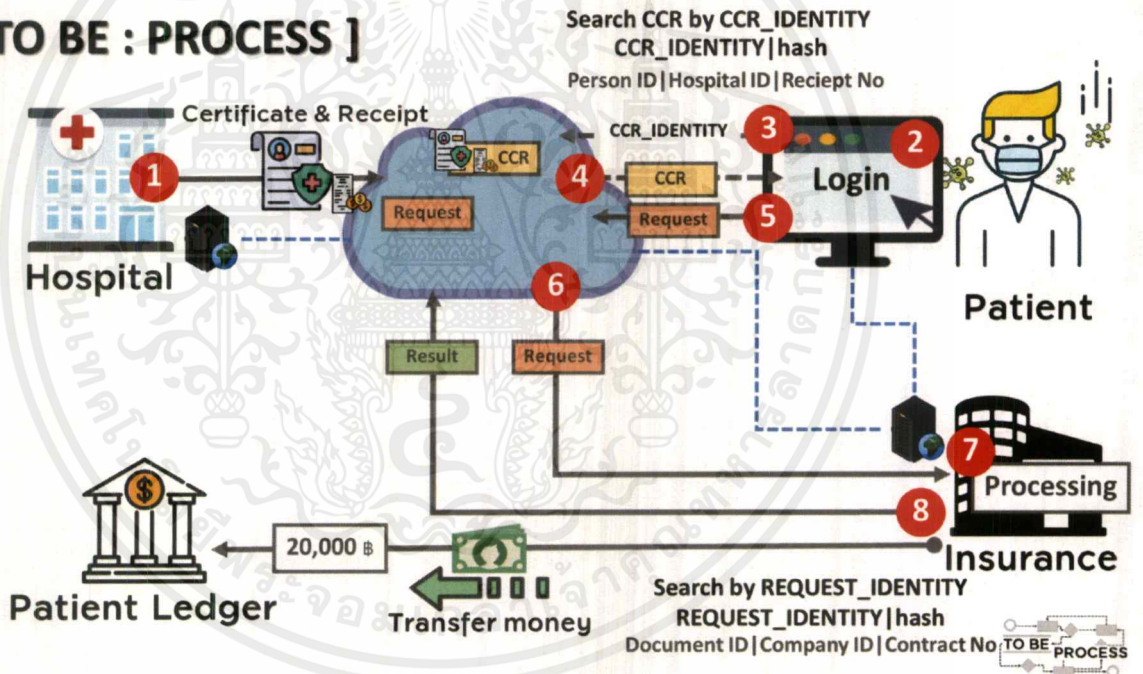 TO BE : PROCESS ]
Search CCR by CCR_IDENTITY
CCR_IDENTITY|hash
Person ID|Hospital ID|Reciept No
Certificate & Receipt
1
CCR
Request
CCR_IDENTITY
3
2
4
CCR
Login
Request
5
Hospital
6
Patient
Result
Request
7
Processing
8
$
20,000 ฿
Insurance
Patient Ledger
Transfer money
Search by REQUEST_IDENTITY
REQUEST_IDENTITY|hash
Document ID|Company ID|Contract No
TO BE
PROCESS